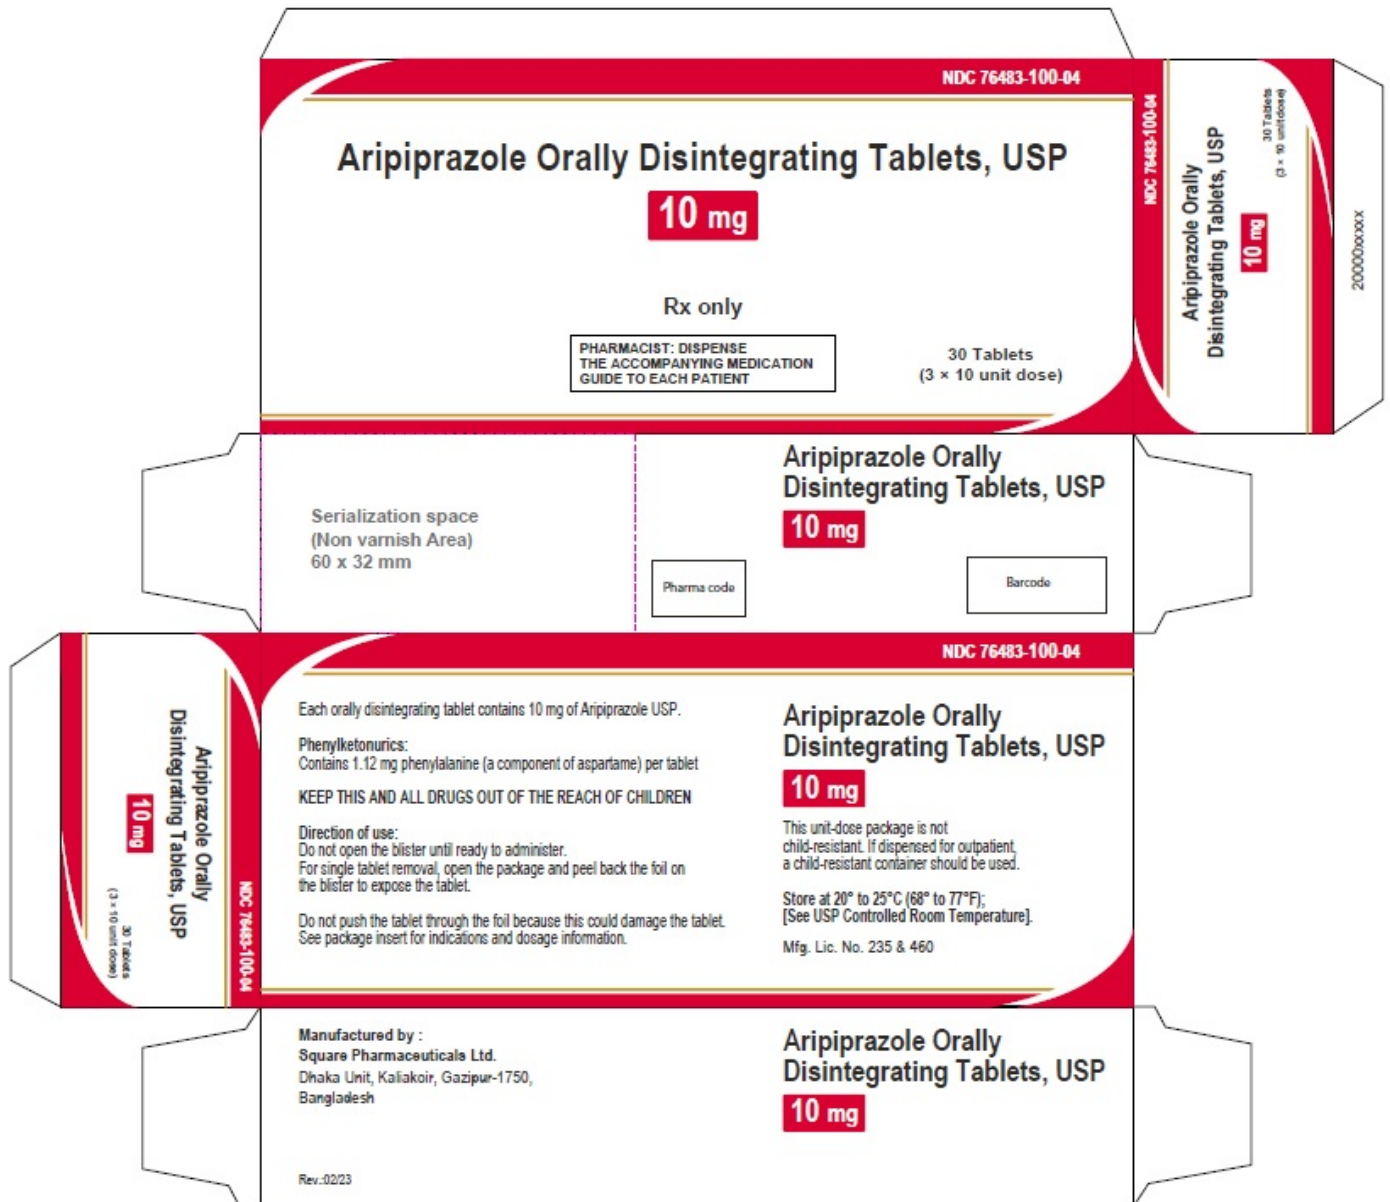 NDC 76483-100-04
Aripiprazole Orally Disintegrating Tablets, USP
10 mg
Rx only
PHARMACIST: DISPENSE
THE ACCOMPANYING MEDICATION
GUIDE TO EACH PATIENT
30 Tablets
(3 × 10 unit dose)
NDC 76483-100-04
Aripiprazole Orally
Disintegrating Tablets, USP
10 mg
30 Tablets
(3 × 10 unit dose)
20000xxxxx
Serialization space
(Non varnish Area)
60 x 32 mm
Pharma code
Aripiprazole Orally
Disintegrating Tablets, USP
10 mg
Barcode
Aripiprazole Orally
Disintegrating Tablets, USP
10 mg
30 Tablets
(3 × 10 unit dose)
NDC 76483-100-04
NDC 76483-100-04
Each orally disintegrating tablet contains 10 mg of Aripiprazole USP.
Phenylketonurics:
Contains 1.12 mg phenylalanine (a component of aspartame) per tablet
KEEP THIS AND ALL DRUGS OUT OF THE REACH OF CHILDREN
Direction of use:
Do not open the blister until ready to administer.
For single tablet removal, open the package and peel back the foil on
the blister to expose the tablet.
Do not push the tablet through the foil because this could damage the tablet.
See package insert for indications and dosage information.
Aripiprazole Orally
Disintegrating Tablets, USP
10 mg
This unit-dose package is not
child-resistant. If dispensed for outpatient,
a child-resistant container should be used.
Store at 20° to 25°C (68° to 77°F);
[See USP Controlled Room Temperature].
Mfg. Lic. No. 235 & 460
Manufactured by :
Square Pharmaceuticals Ltd.
Dhaka Unit, Kaliakoir, Gazipur-1750,
Bangladesh
Rev.:02/23
Aripiprazole Orally
Disintegrating Tablets, USP
10 mg